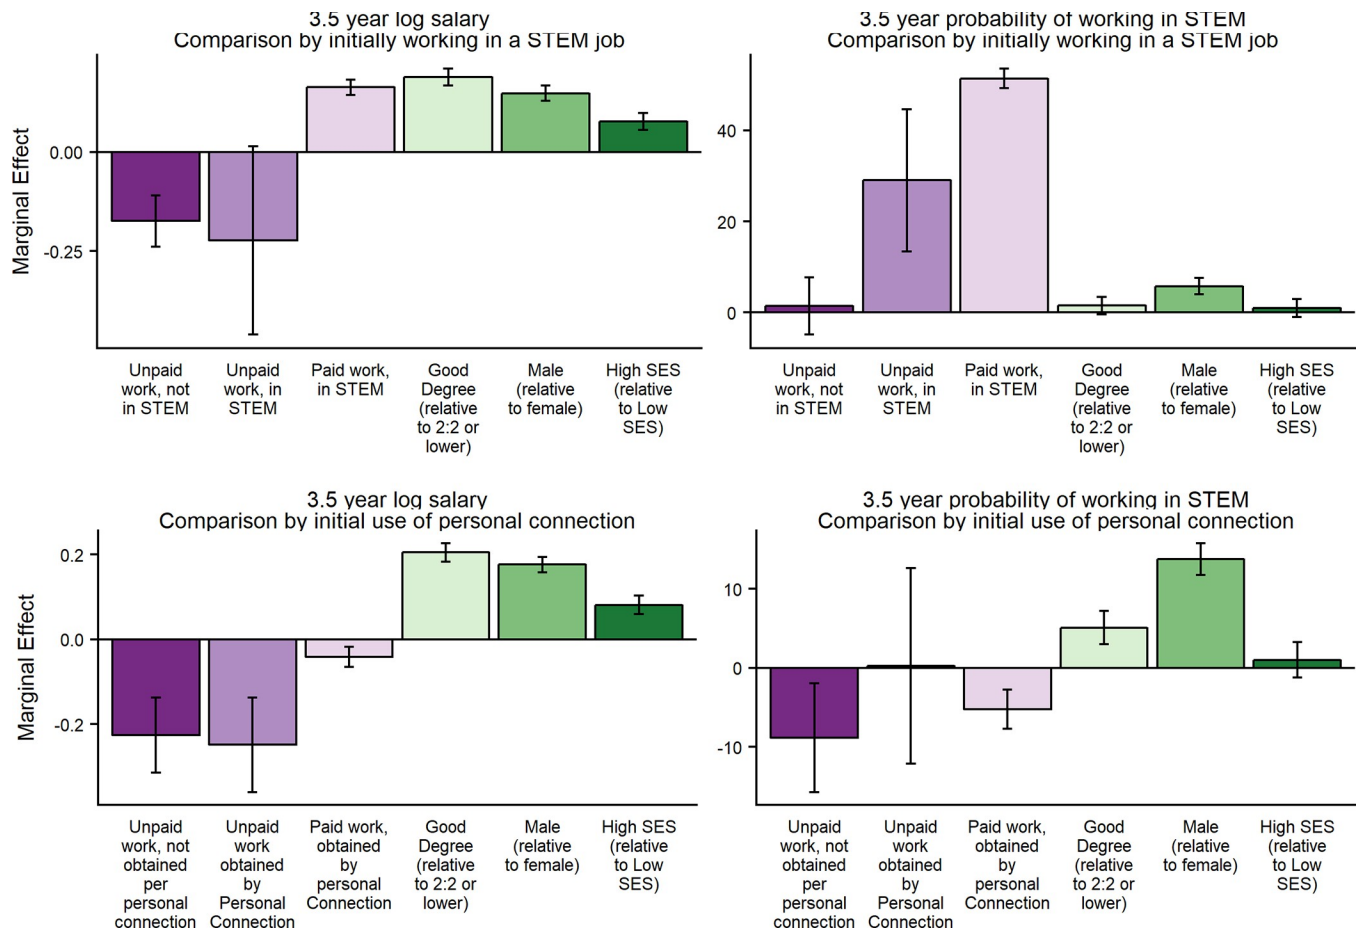 3.5 year log salary
Comparison by initially working in a STEM job
Marginal Effect
0.00
-0.25
Unpaid work, not in STEM
Unpaid work, in STEM
Paid work, in STEM
Good Degree (relative to 2:2 or lower)
Male (relative to female)
High SES (relative to Low SES)
3.5 year probability of working in STEM
Comparison by initially working in a STEM job
40
20
0
Unpaid work, not in STEM
Unpaid work, in STEM
Paid work, in STEM
Good Degree (relative to 2:2 or lower)
Male (relative to female)
High SES (relative to Low SES)
3.5 year log salary
Comparison by initial use of personal connection
Marginal Effect
0.2
0.0
-0.2
Unpaid work, not obtained per personal connection
Unpaid work obtained by Personal Connection
Paid work, obtained by personal Connection
Good Degree (relative to 2:2 or lower)
Male (relative to female)
High SES (relative to Low SES)
3.5 year probability of working in STEM
Comparison by initial use of personal connection
10
0
-10
Unpaid work, not obtained per personal connection
Unpaid work obtained by Personal Connection
Paid work, obtained by personal Connection
Good Degree (relative to 2:2 or lower)
Male (relative to female)
High SES (relative to Low SES)